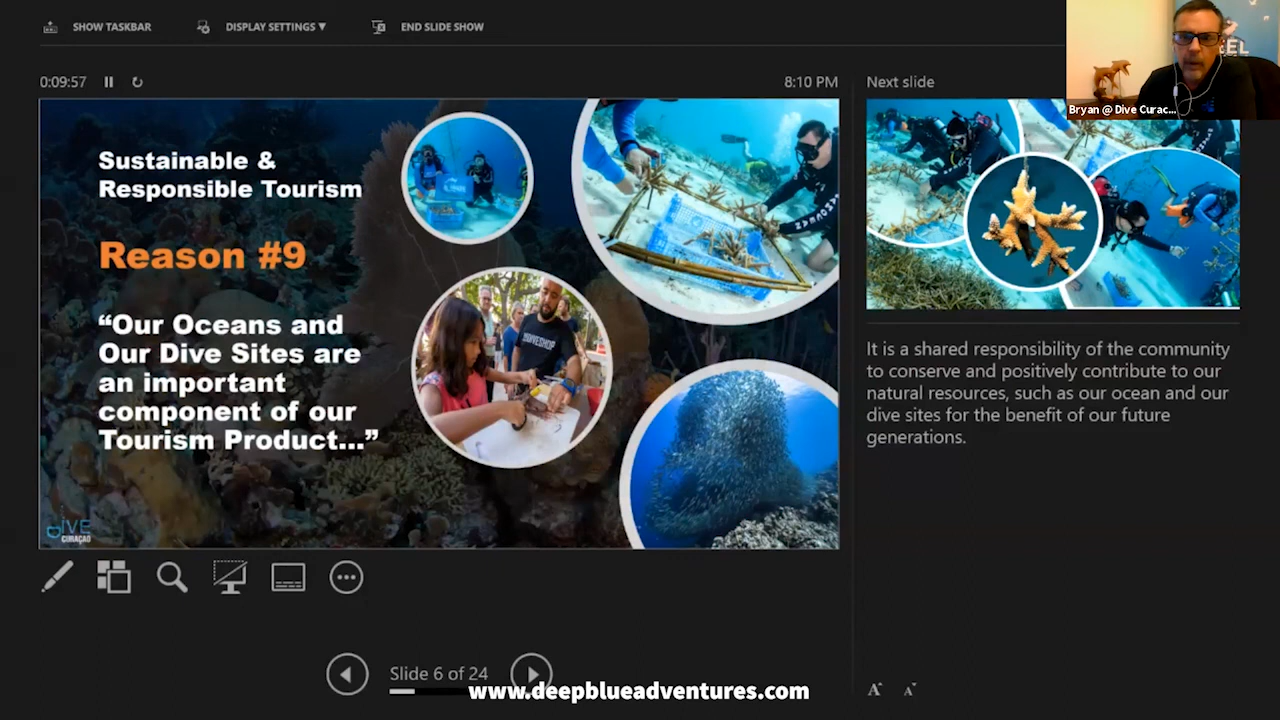 SHOW TASKBAR
DISPLAY SETTINGS ▼
END SLIDE SHOW
0:09:57
8:10 PM
Next slide
Bryan @ Dive Curac...
Sustainable &
Responsible Tourism
Reason #9
“Our Oceans and
Our Dive Sites are
an important
component of our
Tourism Product...”
DIVE
CURAÇAO
It is a shared responsibility of the community
to conserve and positively contribute to our
natural resources, such as our ocean and our
dive sites for the benefit of our future
generations.
Slide 6 of 24
www.deepblueadventures.com
A A